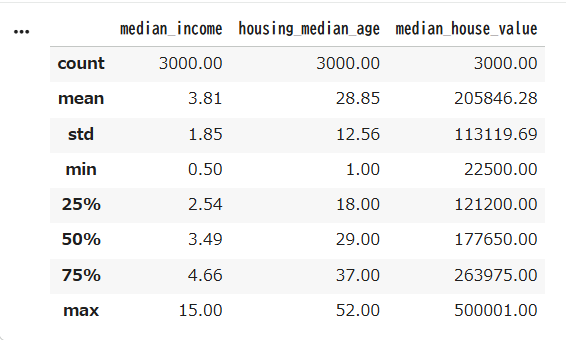 ... median_income housing_median_age median_house_value
count 3000.00 3000.00 3000.00
mean 3.81 28.85 205846.28
std 1.85 12.56 113119.69
min 0.50 1.00 22500.00
25% 2.54 18.00 121200.00
50% 3.49 29.00 177650.00
75% 4.66 37.00 263975.00
max 15.00 52.00 500001.00